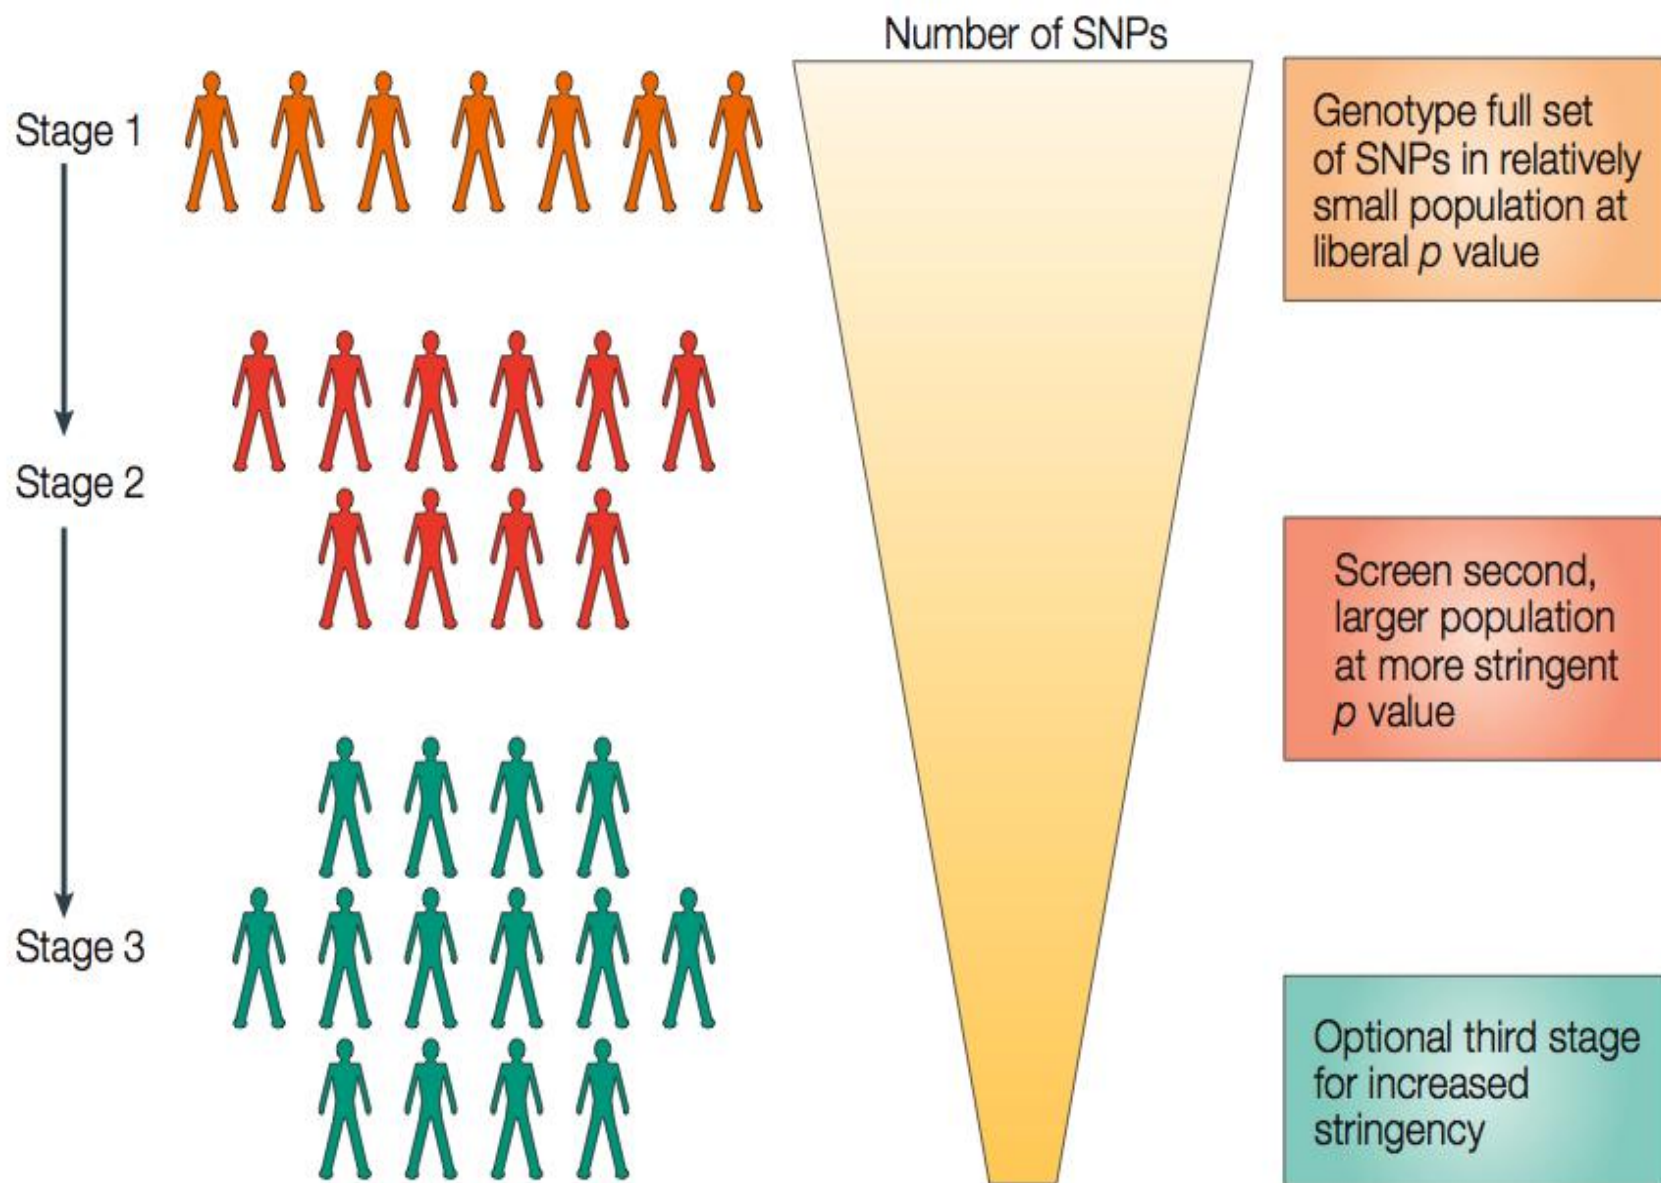 Number of SNPs
Stage 1
Genotype full set
of SNPs in relatively
small population at
liberal p value
Stage 2
Screen second,
larger population
at more stringent
p value
Stage 3
Optional third stage
for increased
stringency